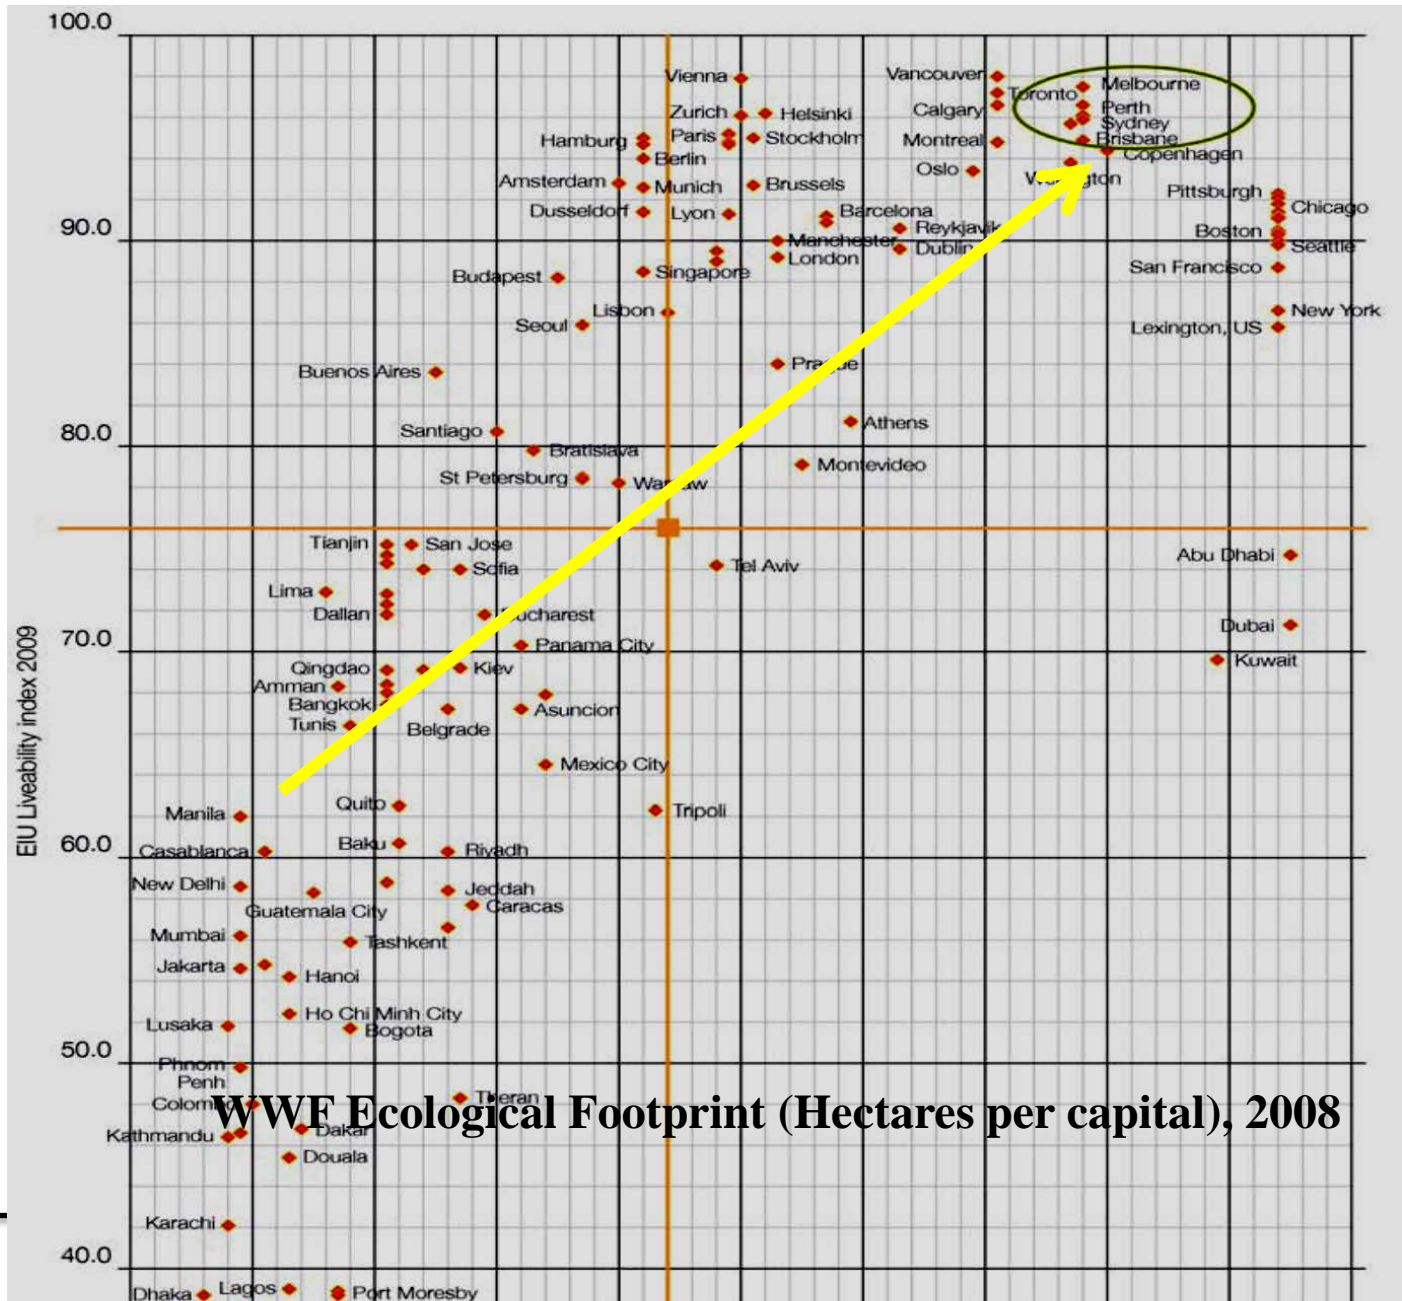 100.0
Vienna
Vancouver
Melbourne
Toronto
Zurich
Helsinki
Calgary
Perth
Sydney
Hamburg
Paris
Stockholm
Montreal
Brisbane
Berlin
Copenhagen
Oslo
Amsterdam
Munich
Brussels
Pittsburgh
Dusseldorf
Lyon
Barcelona
Chicago
Reykjavik
Boston
90.0
Manchester
Dublin
Seattle
London
San Francisco
Singapore
Budapest
Lisbon
New York
Seoul
Lexington, US
Prague
Buenos Aires
Athens
80.0
Santiago
Bratislava
Montevideo
St Petersburg
Warsaw
Tianjin
San Jose
Abu Dhabi
Tel Aviv
Sofia
Lima
Dallan
Bucharest
Dubai
70.0
Panama City
Kuwait
Qingdao
Kiev
Amman
Bangkok
Asuncion
Tunis
Belgrade
EIU Liveability index 2009
Mexico City
Quito
Manila
Tripoli
60.0
Baku
Casablanca
Riyadh
New Delhi
Jeddah
Guatemala City
Caracas
Mumbai
Tashkent
Jakarta
Hanoi
Ho Chi Minh City
Lusaka
Bogota
50.0
Phnom
Penh
Colombo
WWF Ecological Footprint (Hectares per capital), 2008
Dakar
Kathmandu
Douala
Karachi
40.0
Dhaka
Lagos
Port Moresby